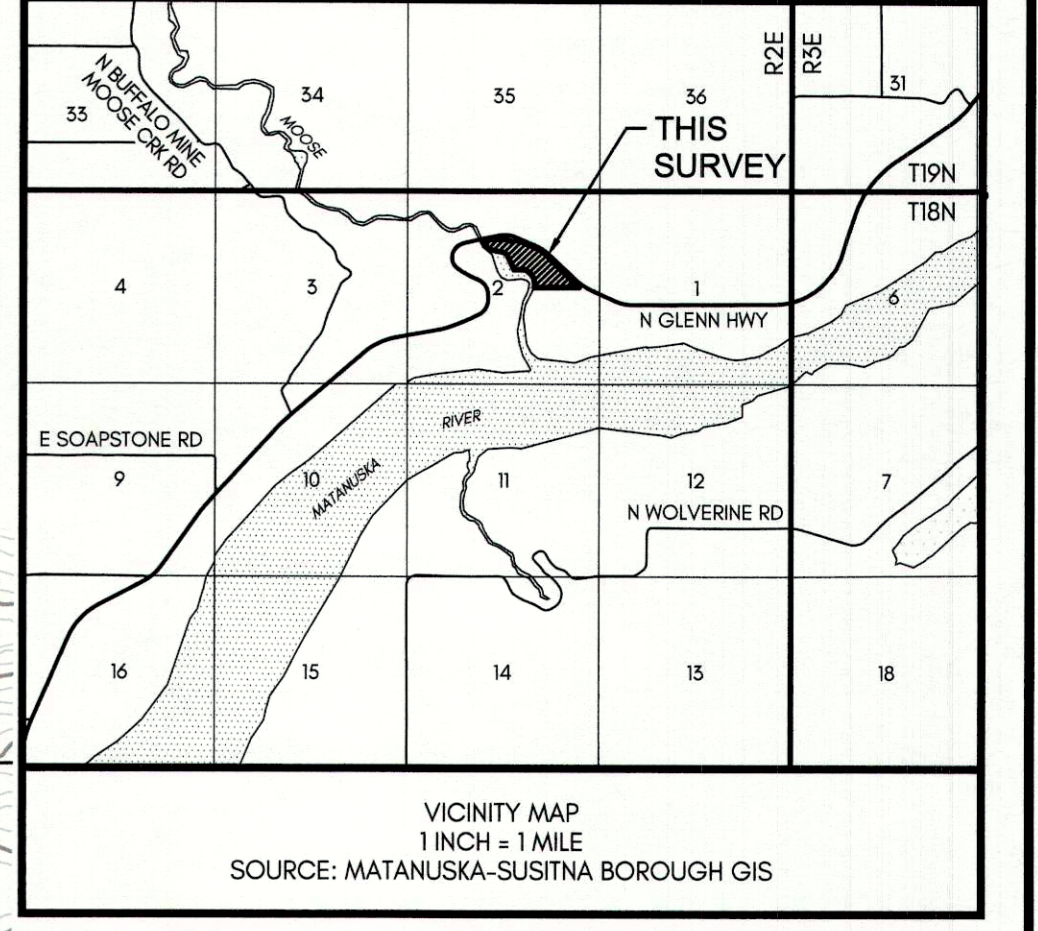 R2E
R3E
N BUFFALO MINE
MOOSE CRK RD
33
34
35
36
31
MOOSE
THIS
SURVEY
T19N
T18N
4
3
2
1
6
N GLENN HWY
RIVER
E SOAPSTONE RD
9
10
MATANUSKA
11
12
7
N WOLVERINE RD
16
15
14
13
18
VICINITY MAP
1 INCH = 1 MILE
SOURCE: MATANUSKA-SUSITNA BOROUGH GIS